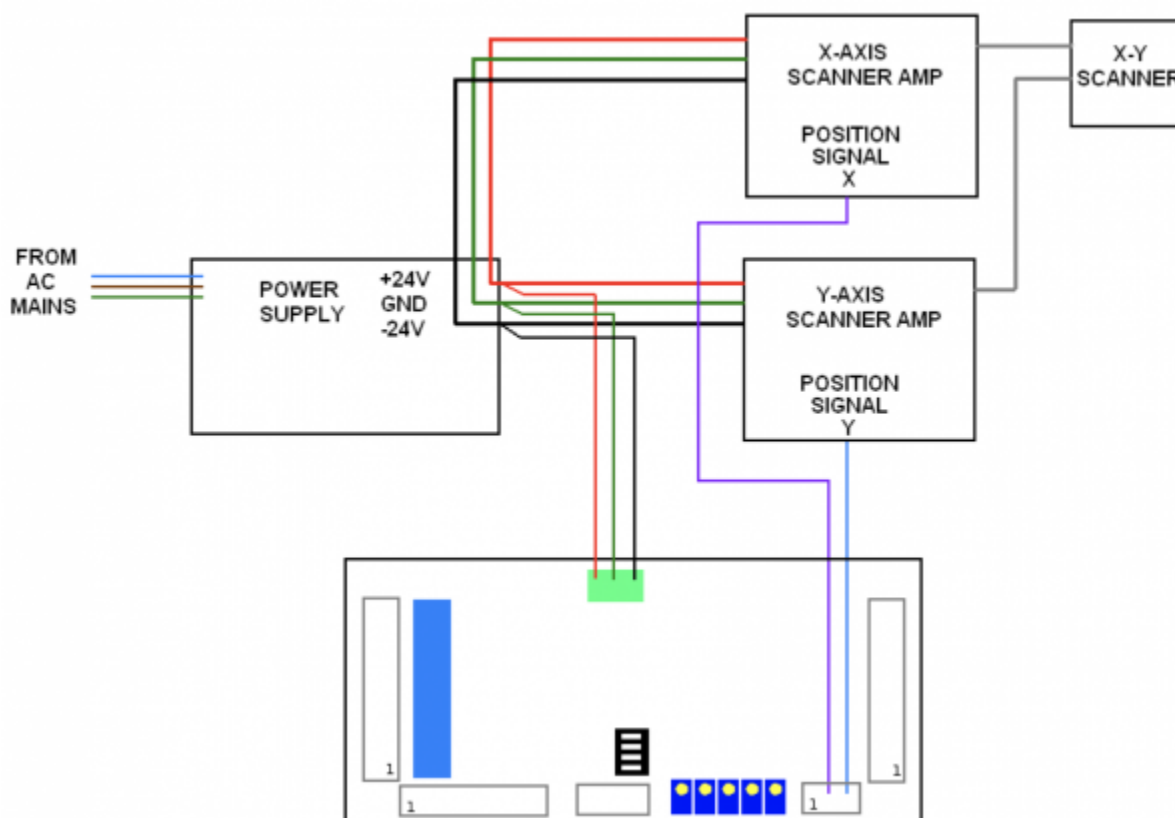 X-AXIS
SCANNER AMP
POSITION
SIGNAL
X
X-Y
SCANNER
FROM
AC
MAINS
POWER
SUPPLY
+24V
GND
-24V
Y-AXIS
SCANNER AMP
POSITION
SIGNAL
Y
1
1
1
1